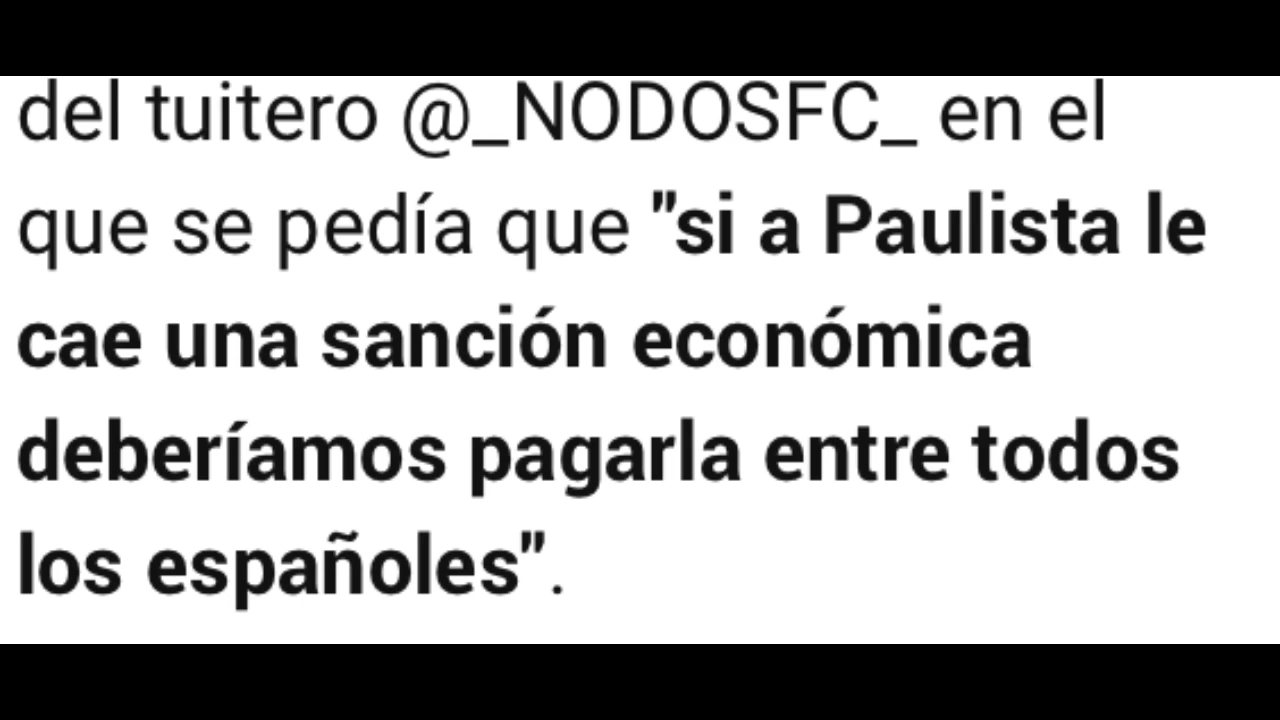 del tuitero @_NODOSFC_ en el
que se pedía que "si a Paulista le
cae una sanción económica
deberíamos pagarla entre todos
los españoles".